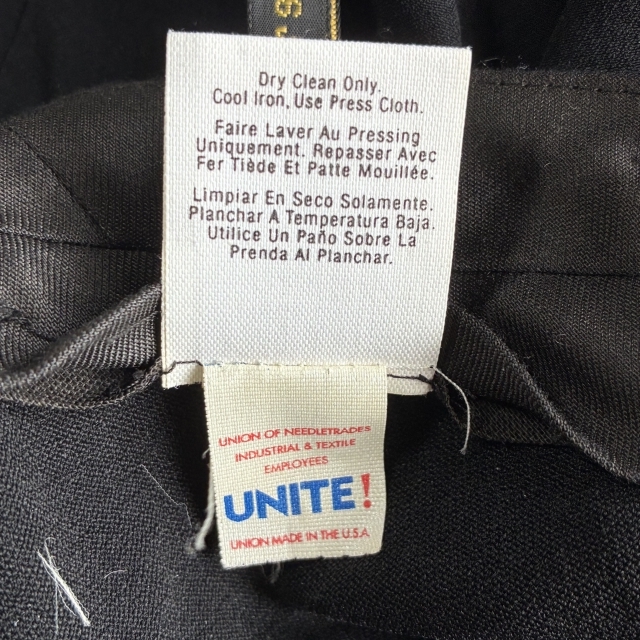 Dry Clean Only.
Cool Iron, Use Press Cloth.
Faire Laver Au Pressing
Uniquement. Repasser Avec
Fer Tiède Et Patte Mouillée.
Limpiar En Seco Solamente.
Planchar A Temperatura Baja.
Utilice Un Paño Sobre La
Prenda Al Planchar.
UNION OF NEEDLETRADES
INDUSTRIAL & TEXTILE
EMPLOYEES
UNITE!
UNION MADE IN THE U.S.A